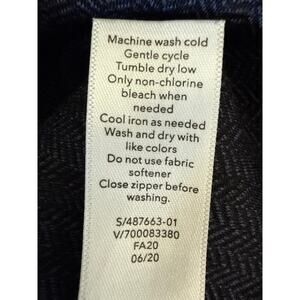 Machine wash cold
Gentle cycle
Tumble dry low
Only non-chlorine
bleach when
needed
Cool iron as needed
Wash and dry with
like colors
Do not use fabric
softener
Close zipper before
washing.
S/487663-01
V/700083380
FA20
06/20